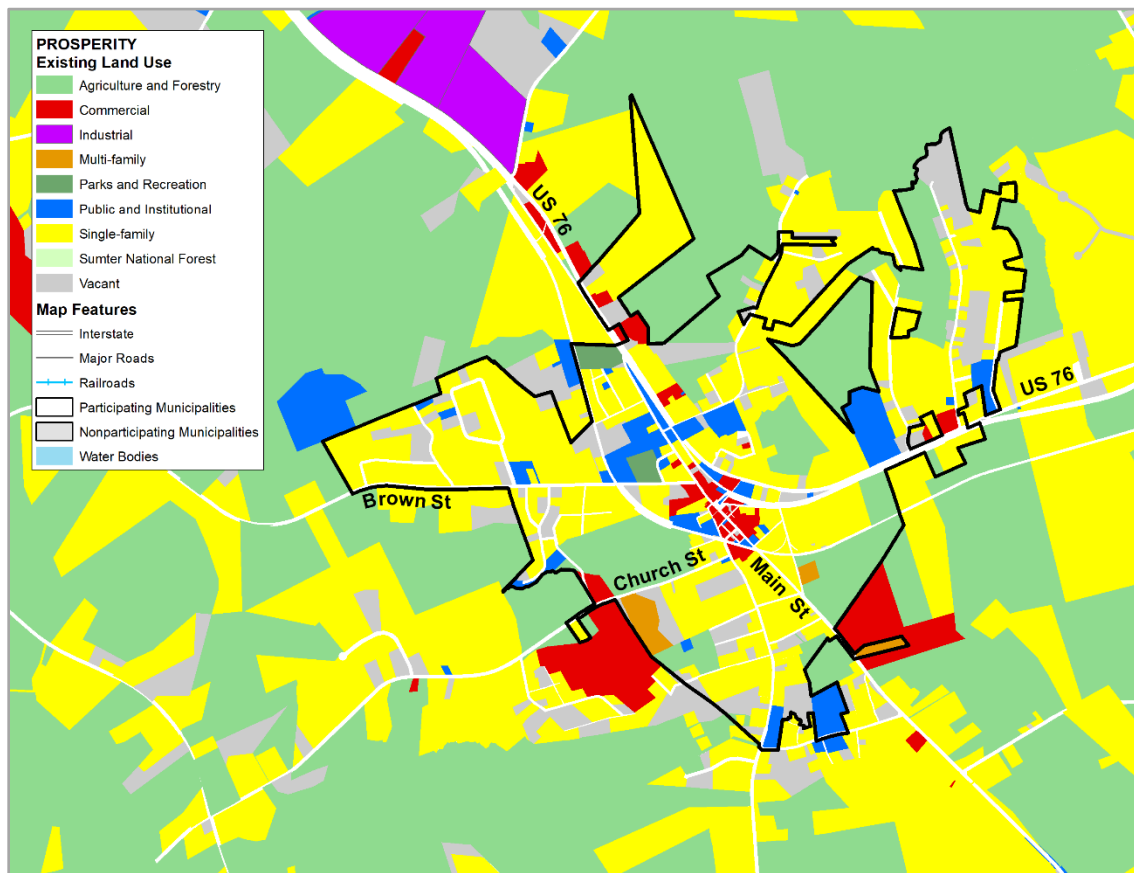 PROSPERITY
Existing Land Use
Agriculture and Forestry
Commercial
Industrial
Multi-family
Parks and Recreation
Public and Institutional
Single-family
Sumter National Forest
Vacant
Map Features
Interstate
Major Roads
Railroads
Participating Municipalities
Nonparticipating Municipalities
Water Bodies
US 76
US 76
Brown St
Church St
Main St